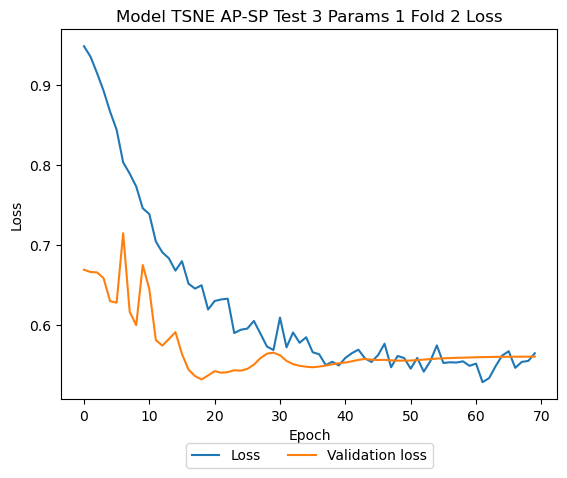 Model TSNE AP-SP Test 3 Params 1 Fold 2 Loss
Loss
0.9
0.8
0.7
0.6
0 10 20 30 40 50 60 70
Epoch
Loss Validation loss